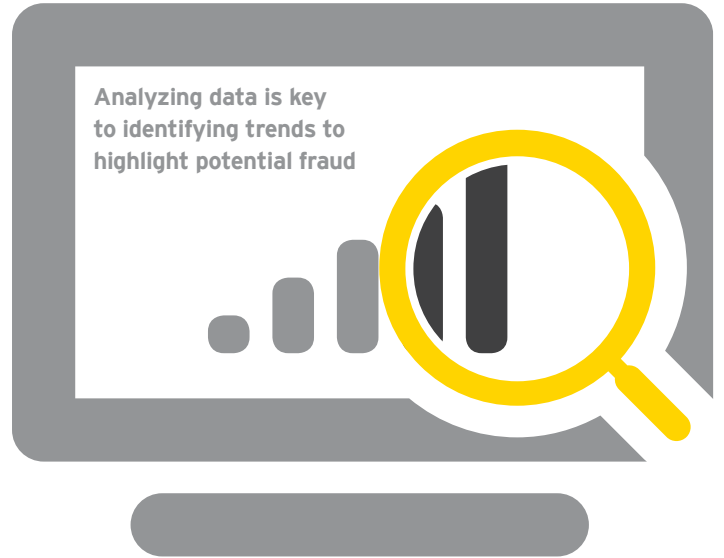 Analyzing data is key
to identifying trends to
highlight potential fraud